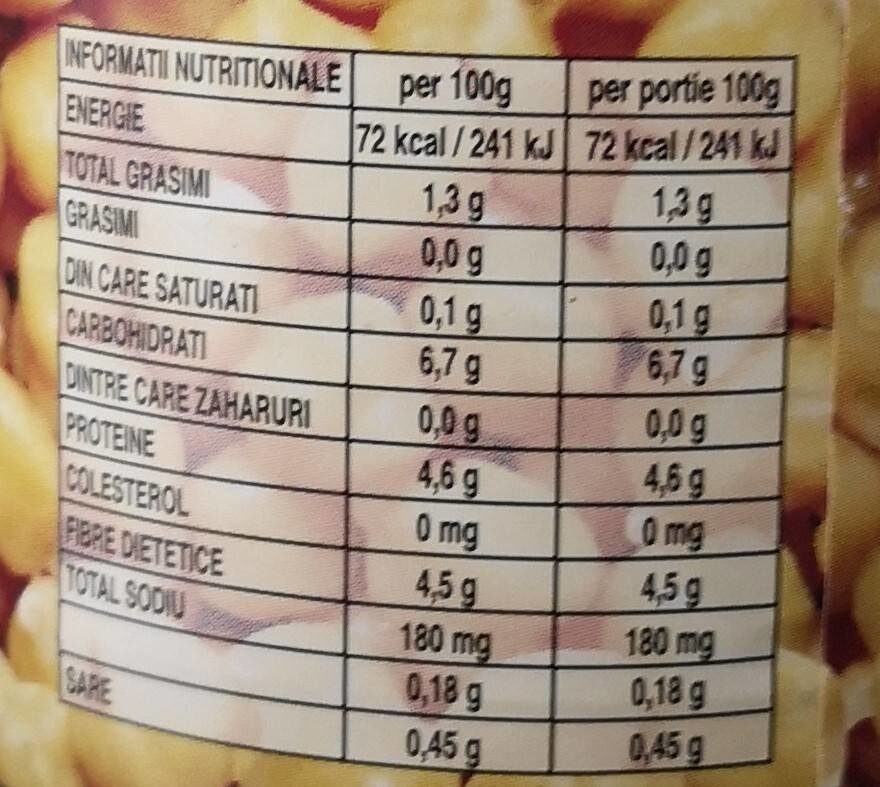 INFORMATII NUTRITIONALE per 100g per portie 100g
ENERGIE 72 kcal / 241 kJ 72 kcal / 241 kJ
TOTAL GRASIMI 1,3 g 1,3 g
GRASIMI 0,0 g 0,0 g
DIN CARE SATURATI 0,1 g 0,1 g
CARBOHIDRATI 6,7 g 6,7 g
DINTRE CARE ZAHARURI 0,0 g 0,0 g
PROTEINE 4,6 g 4,6 g
COLESTEROL 0 mg 0 mg
FIBRE DIETETICE 4,5 g 4,5 g
TOTAL SODIU 180 mg 180 mg
0,18 g 0,18 g
SARE 0,45 g 0,45 g